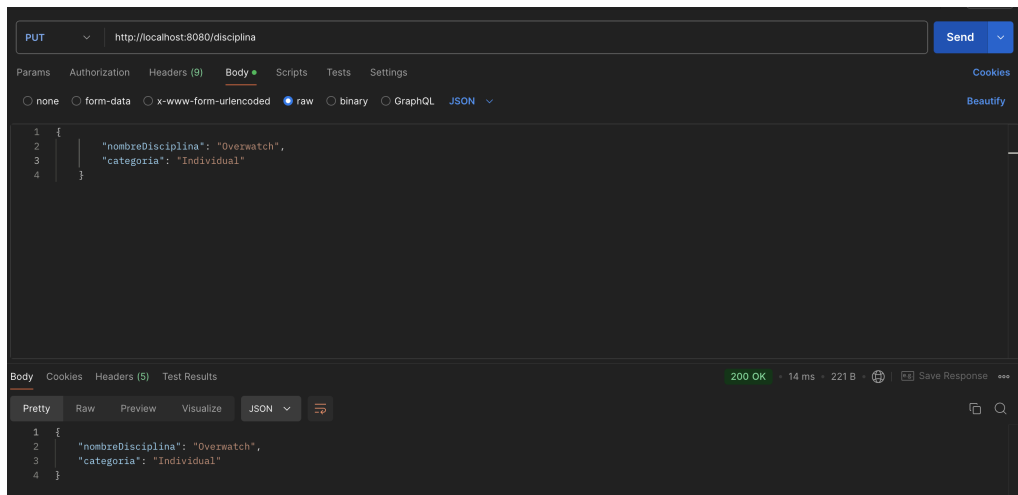 PUT http://localhost:8080/disciplina Send
Params Authorization Headers (9) Body Scripts Tests Settings Cookies
none form-data x-www-form-urlencoded raw binary GraphQL JSON Beautify
1 {
2 "nombreDisciplina": "Overwatch",
3 "categoria": "Individual"
4 }
Body Cookies Headers (5) Test Results 200 OK 14 ms 221 B Save Response
Pretty Raw Preview Visualize JSON
1 {
2 "nombreDisciplina": "Overwatch",
3 "categoria": "Individual"
4 }